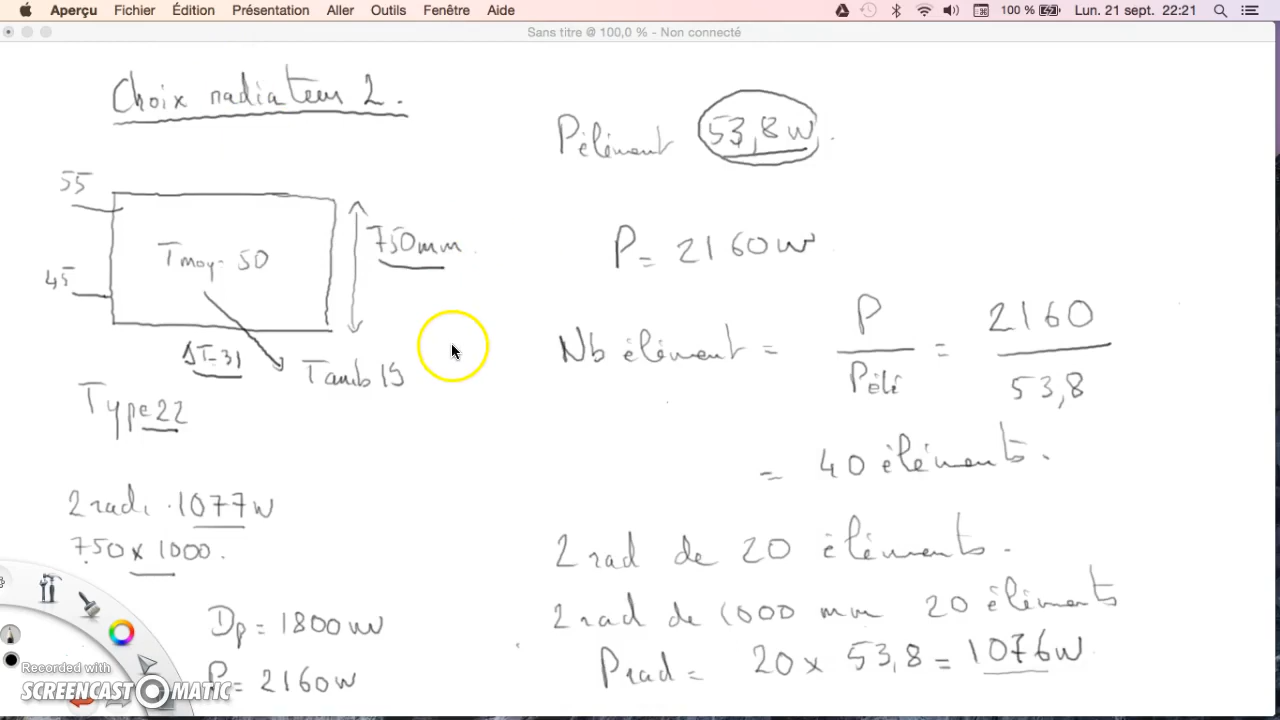 Aperçu Fichier Édition Présentation Aller Outils Fenêtre Aide 100 % Lun. 21 sept. 22:21
Sans titre @ 100,0 % - Non connecté
Choix radiateur 2.
55
Tmoy - 50
45
750mm
ΔT=31
Tamb 19
Type 22
2 radi. 1077w
750 x 1000.
Dp = 1800w
P = 2160w
Pélément 53,8w.
P = 2160w
Nb élément = P / Pélé = 2160 / 53,8
= 40 éléments.
2 rad de 20 éléments.
2 rad de 1000 mm 20 éléments
Prad = 20 x 53,8 = 1076w
Recorded with
SCREENCAST MATIC